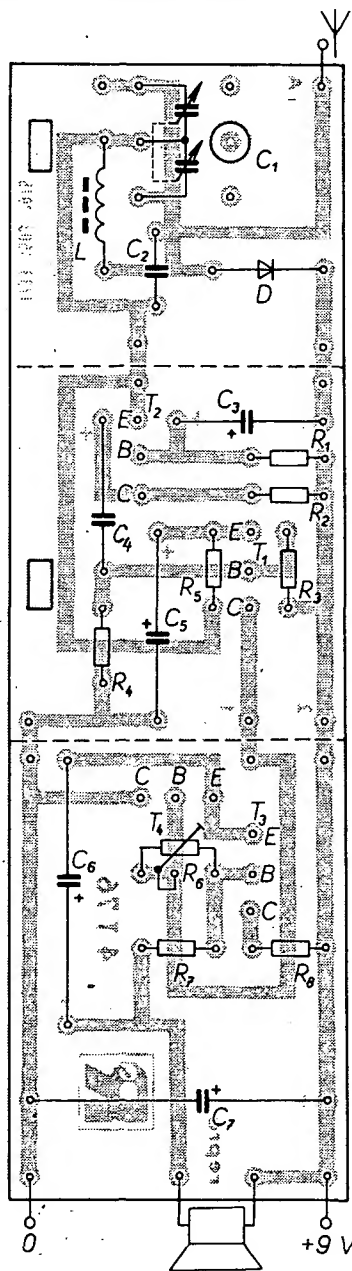 C1
L
C2
D
T2
E
C3
+
B
R1
C
R2
C4
E
T1
R5
B
R3
C5
+
C
R4
C B E
T3
T4
E
C6
+
R6
B
C
R7
R8
+
C7
0
+9 V